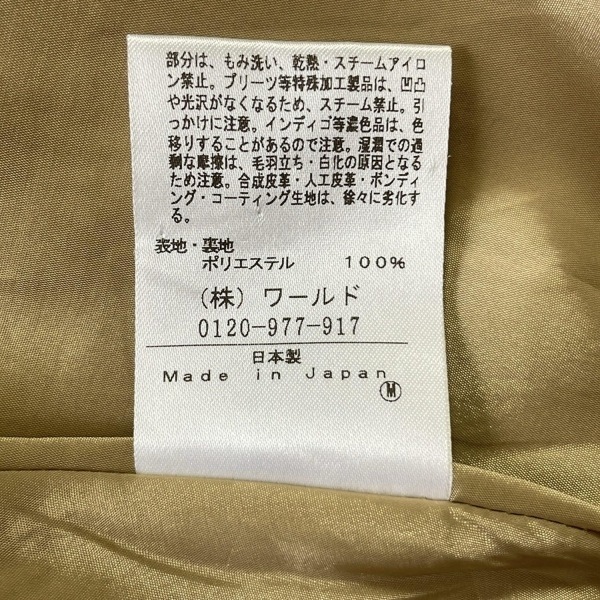 部分は、もみ洗い、乾熱・スチームアイロ
ン禁止。プリーツ等特殊加工製品は、凹凸
や光沢がなくなるため、スチーム禁止。引
っかけに注意。インディゴ等濃色品は、色
移りすることがあるので注意。湿潤での過
剰な摩擦は、毛羽立ち・白化の原因となる
ため注意。合成皮革・人工皮革・ボンディ
ング・コーティング生地は、徐々に劣化す
る。
表地・裏地
ポリエステル 100%
(株)ワールド
0120-977-917
日本製
Made in Japan
M